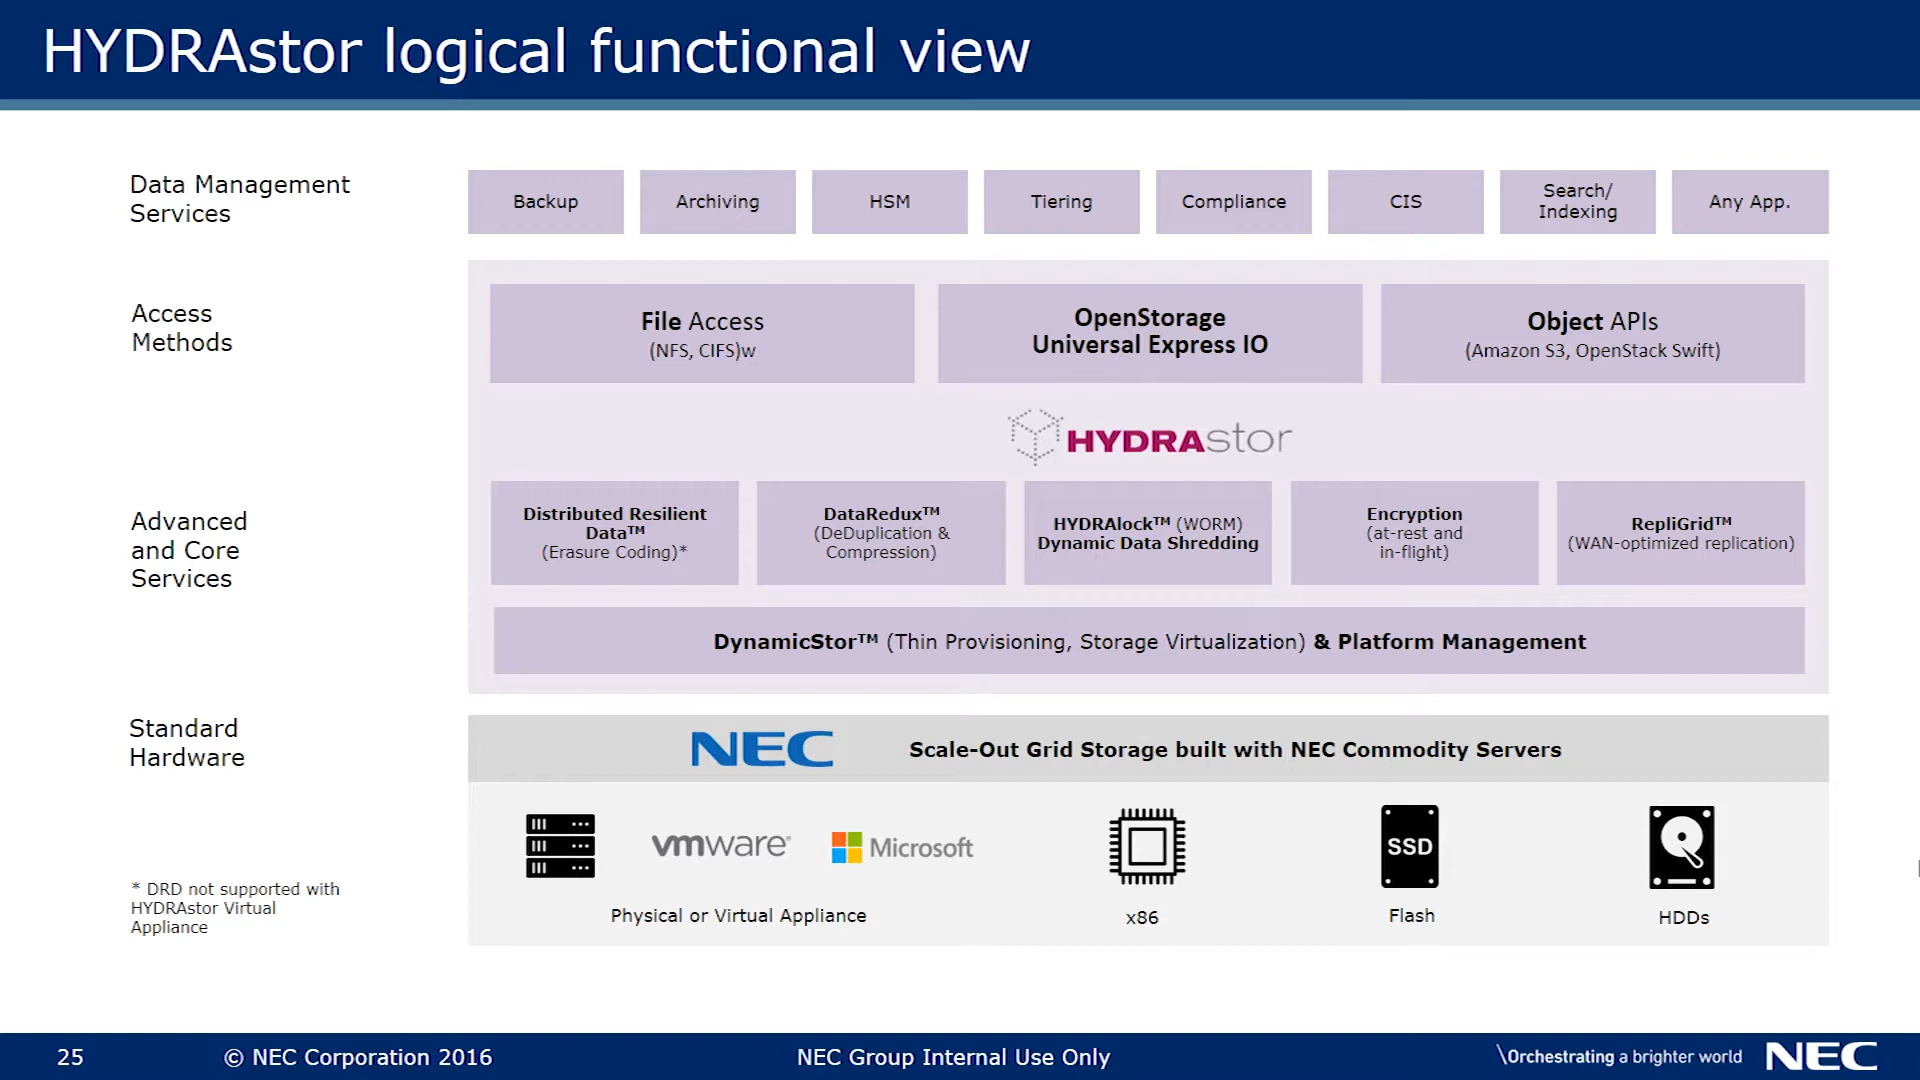 HYDRAstor logical functional view
Data Management
Services
Backup
Archiving
HSM
Tiering
Compliance
CIS
Search/
Indexing
Any App.
Access
Methods
File Access
(NFS, CIFS)w
OpenStorage
Universal Express IO
Object APIs
(Amazon S3, OpenStack Swift)
HYDRAstor
Advanced
and Core
Services
Distributed Resilient
Data™
(Erasure Coding)*
DataRedux™
(DeDuplication &
Compression)
HYDRAlock™ (WORM)
Dynamic Data Shredding
Encryption
(at-rest and
in-flight)
RepliGrid™
(WAN-optimized replication)
DynamicStor™ (Thin Provisioning, Storage Virtualization) & Platform Management
Standard
Hardware
NEC Scale-Out Grid Storage built with NEC Commodity Servers
vmware® Microsoft
SSD
Physical or Virtual Appliance
x86
Flash
HDDs
* DRD not supported with
HYDRAstor Virtual
Appliance
25 © NEC Corporation 2016 NEC Group Internal Use Only \Orchestrating a brighter world NEC